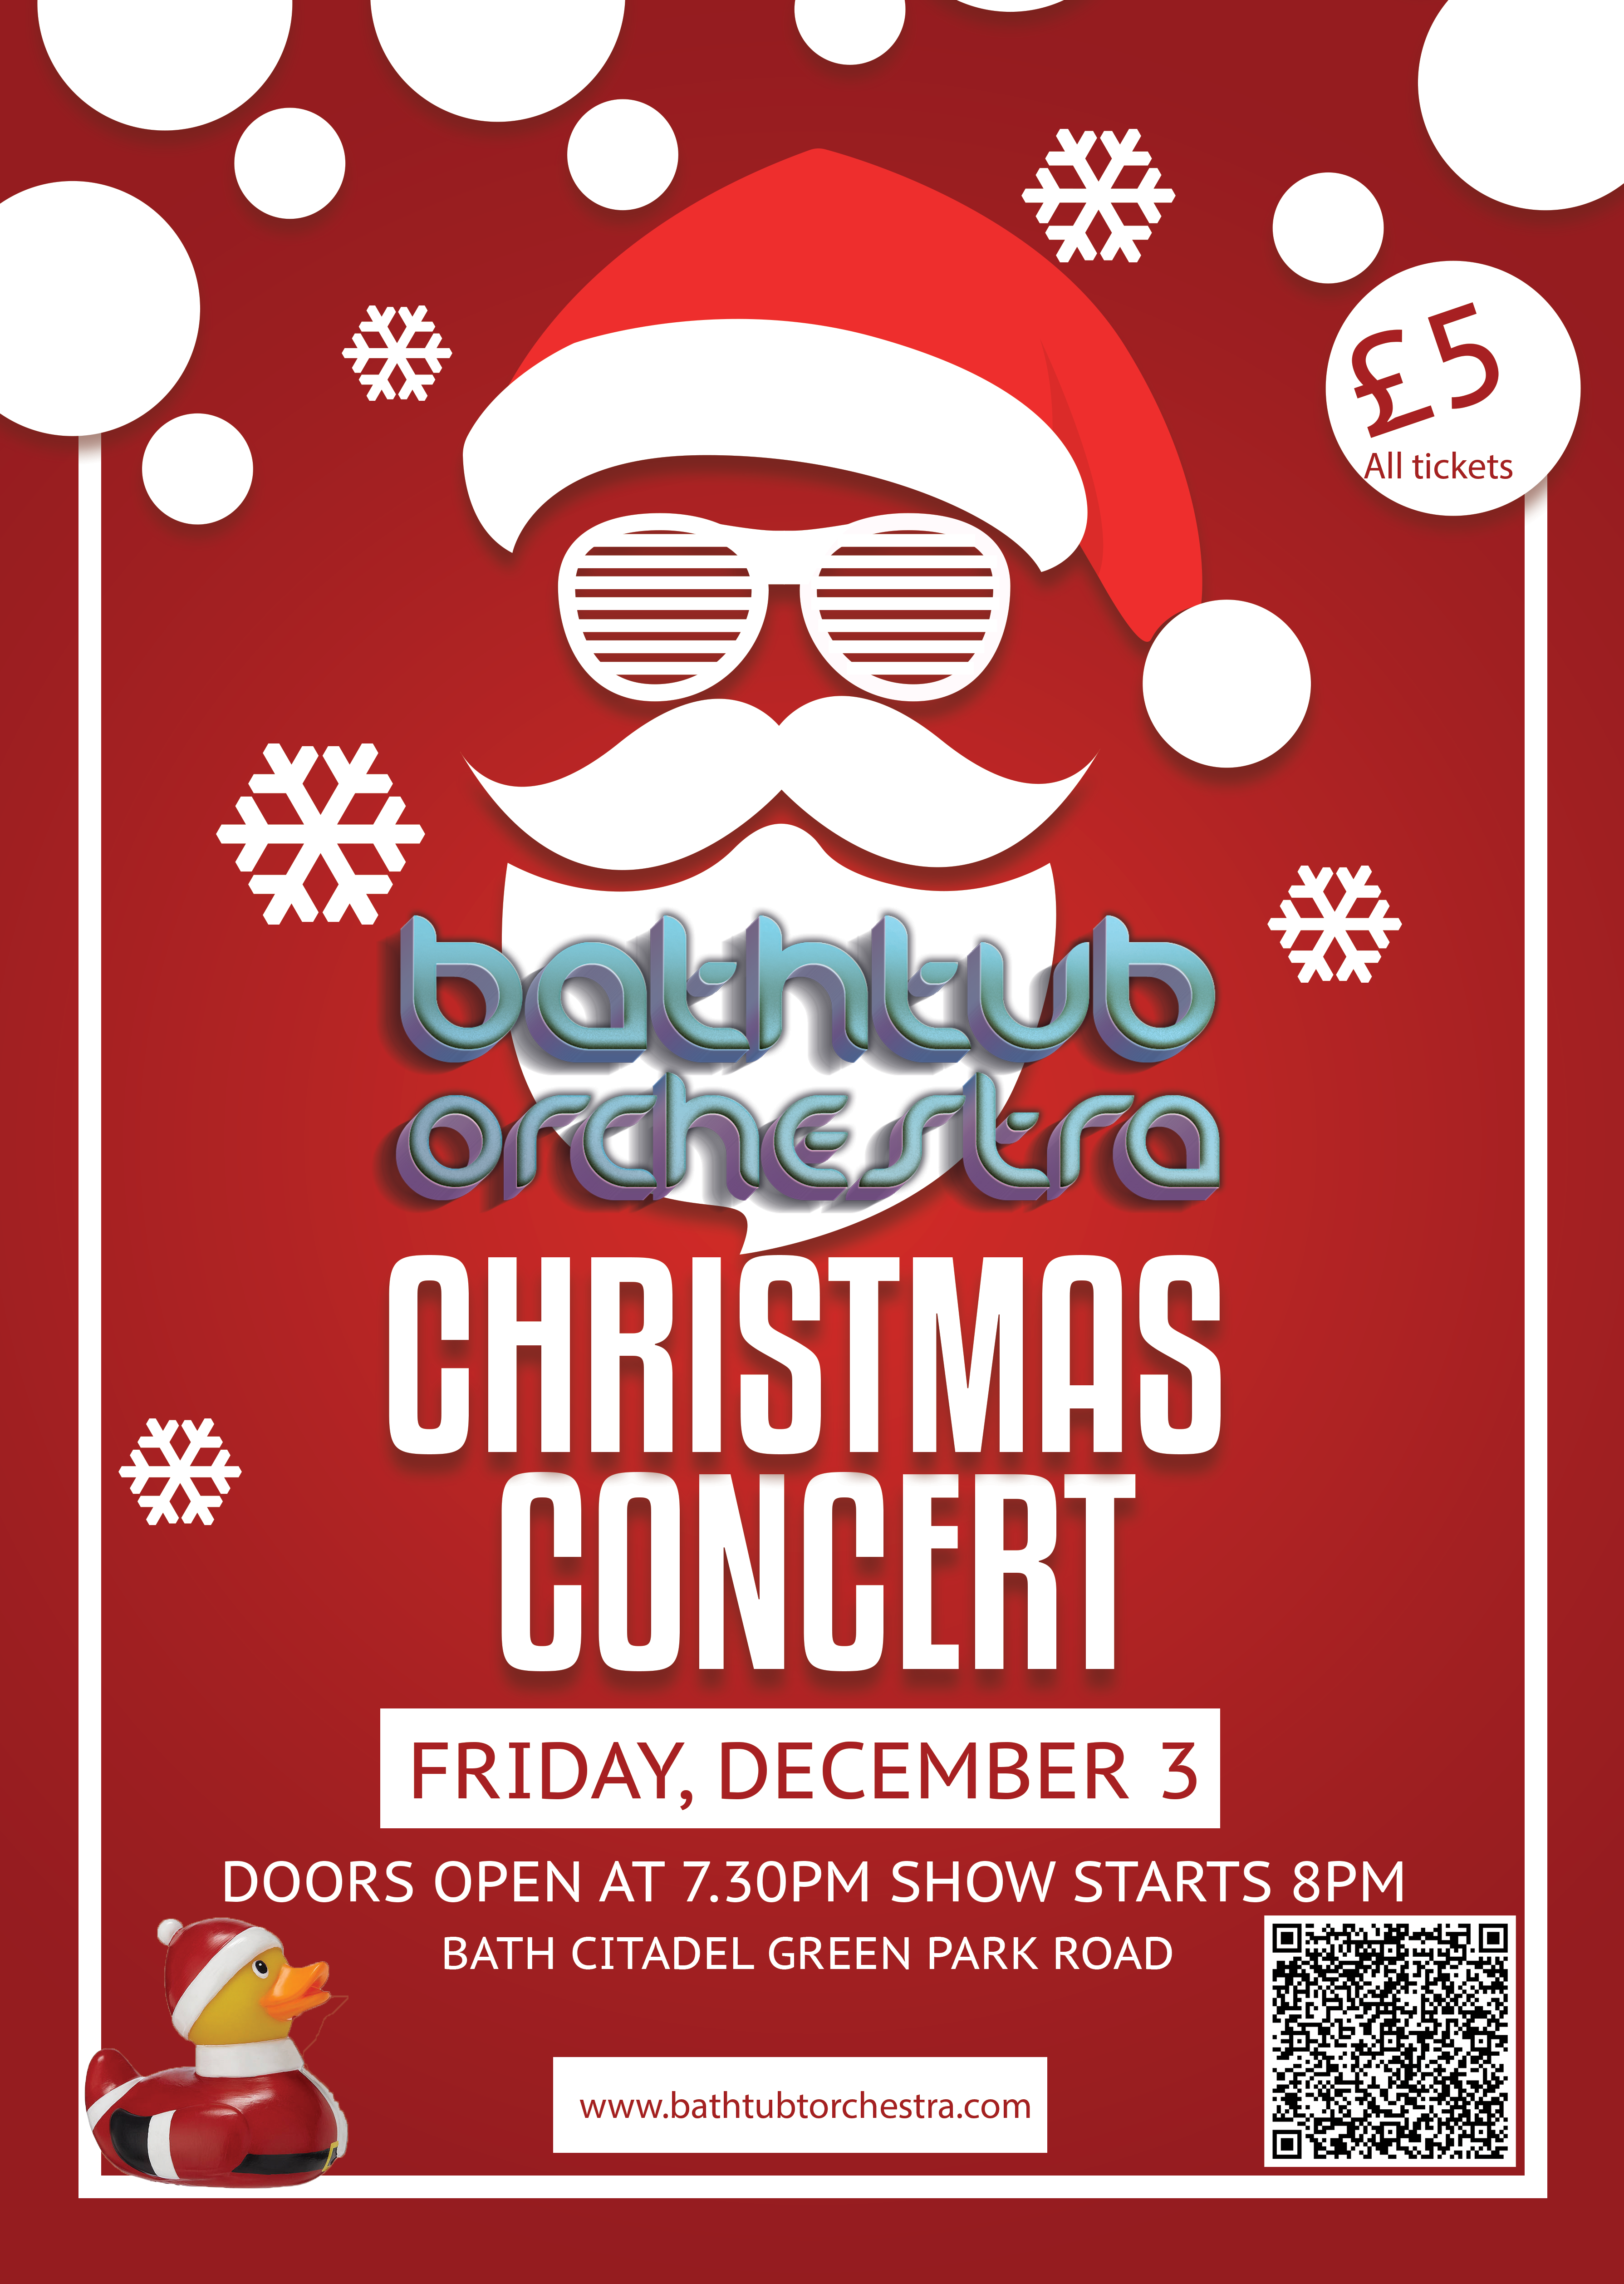 £5
All tickets
bathtub
orchestra
CHRISTMAS
CONCERT
FRIDAY, DECEMBER 3
DOORS OPEN AT 7.30PM SHOW STARTS 8PM
BATH CITADEL GREEN PARK ROAD
www.bathtubtorchestra.com